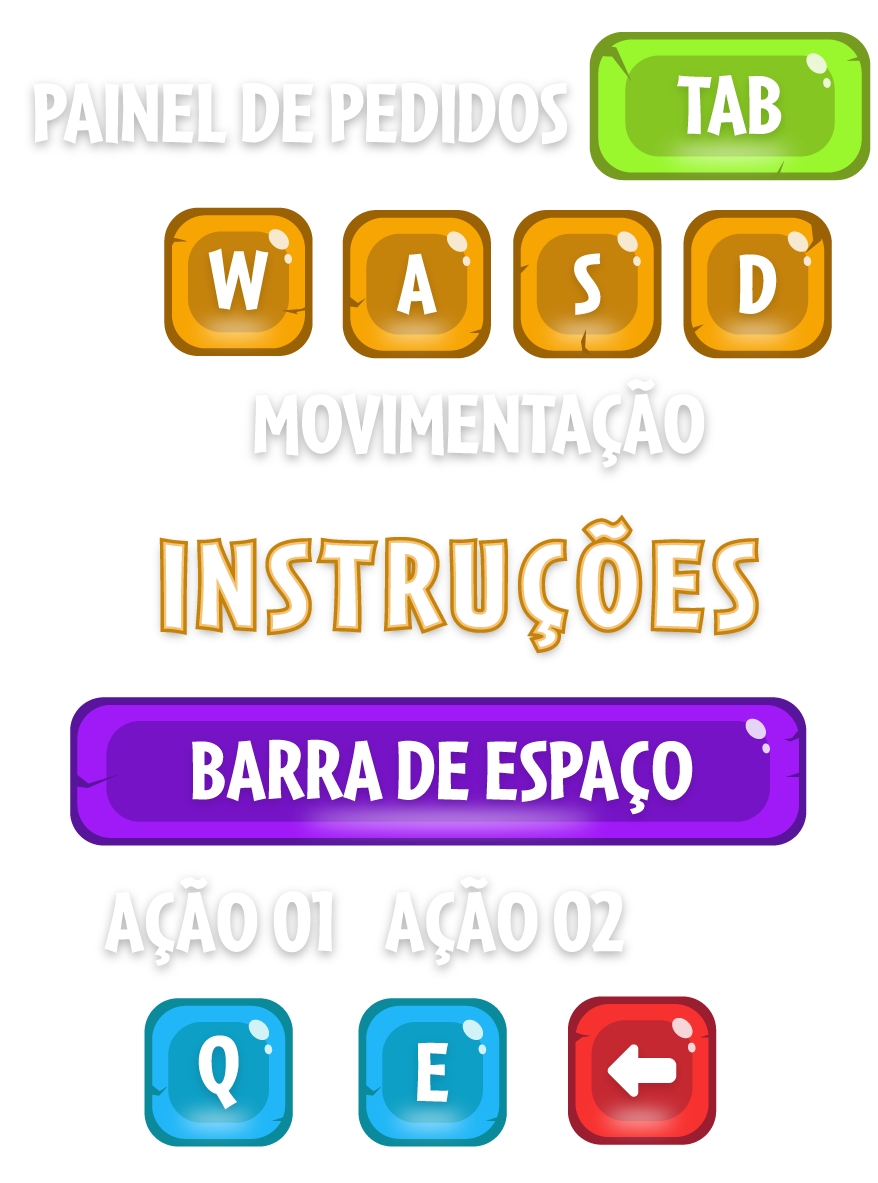 PAINEL DE PEDIDOS TAB
W A S D
MOVIMENTAÇÃO
INSTRUÇÕES
BARRA DE ESPAÇO
AÇÃO 01 AÇÃO 02
Q E